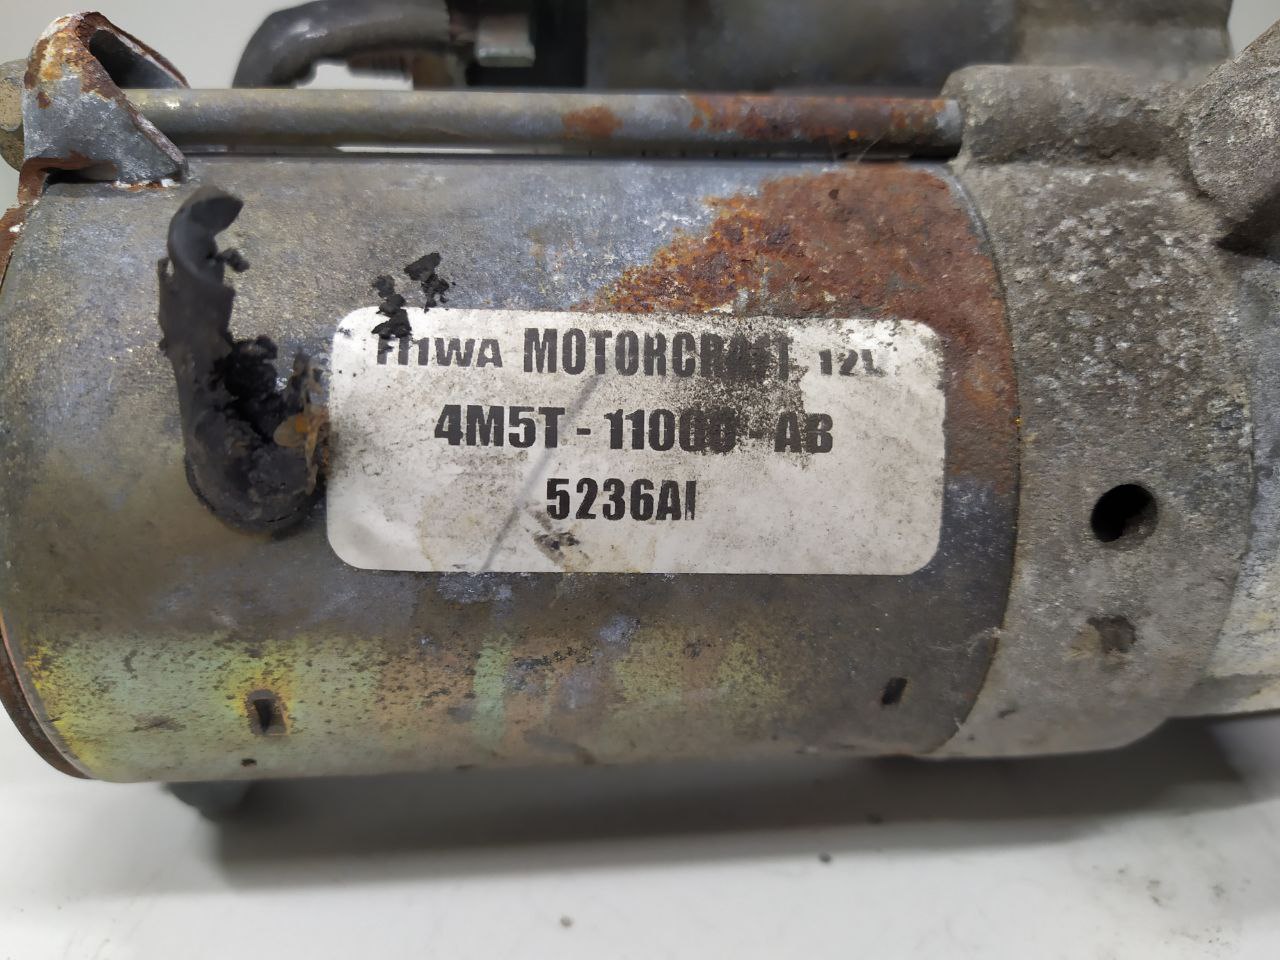 MOTORCRAFT
4M5T - 11000 - AB
5236AI